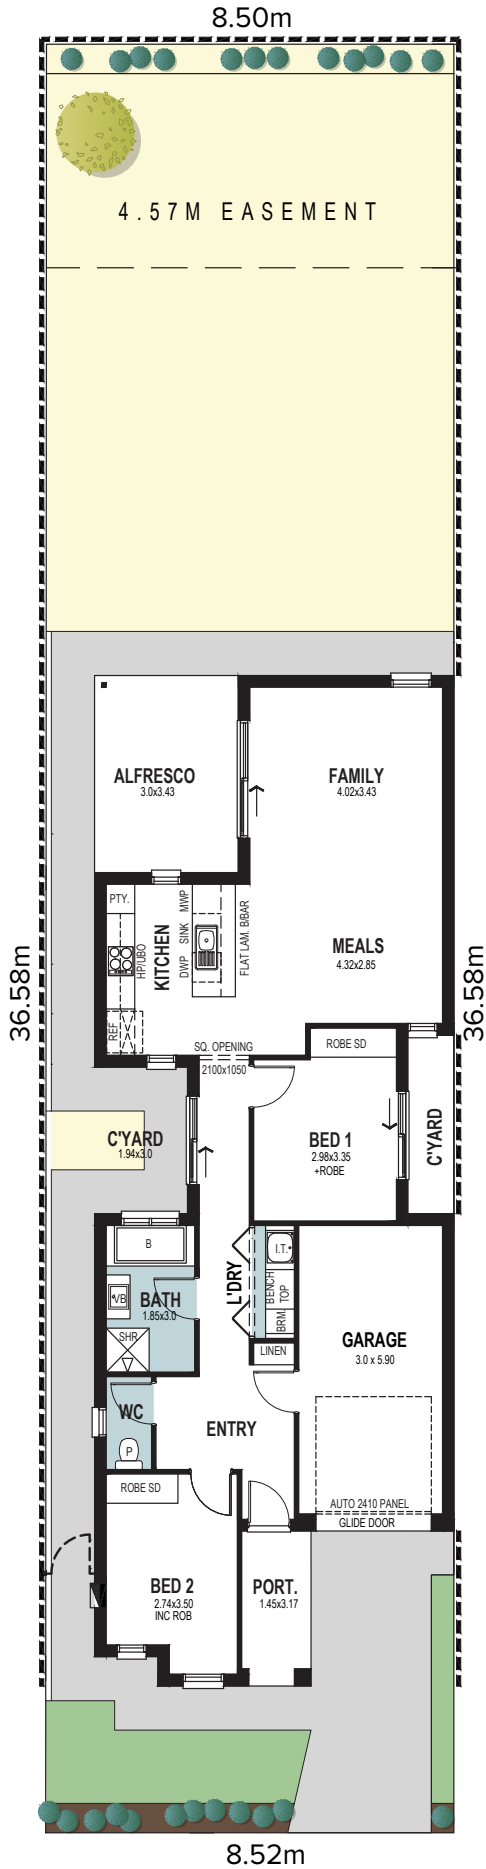 8.50m
4.57M EASEMENT
36.58m
36.58m
ALFRESCO
3.0x3.43
FAMILY
4.02x3.43
PTY.
MWP
SINK
DWP
HP/UBO
KITCHEN
FLAT LAM. B/BAR
REF
MEALS
4.32x2.85
SQ. OPENING
2100x1050
ROBE SD
C'YARD
1.94x3.0
BED 1
2.98x3.35
+ROBE
C'YARD
B
VB
BATH
1.85x3.0
SHR
L'DRY
I.T.
BENCH
TOP
BRM.
LINEN
GARAGE
3.0 x 5.90
WC
P
ENTRY
ROBE SD
AUTO 2410 PANEL
GLIDE DOOR
BED 2
2.74x3.50
INC ROB
PORT.
1.45x3.17
8.52m